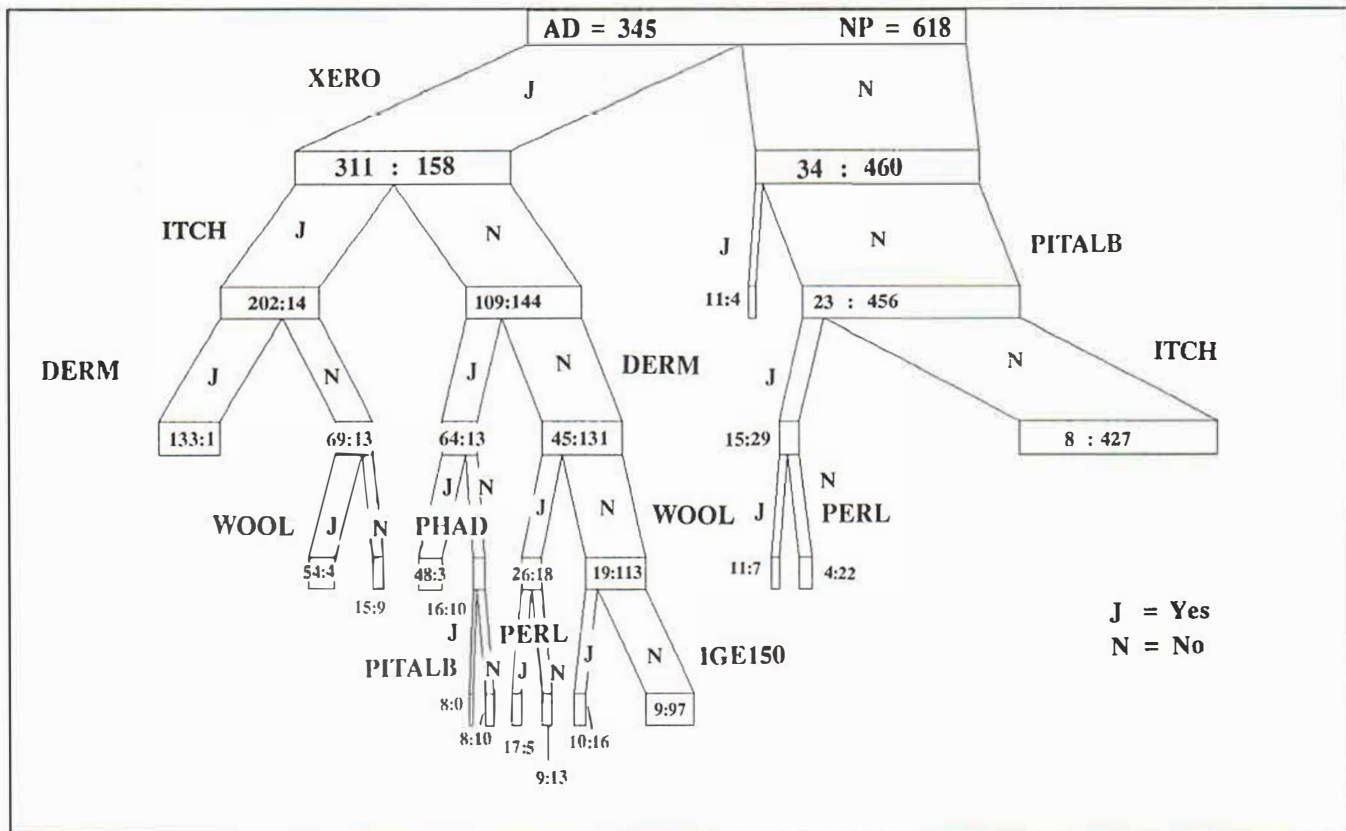 AD = 345 NP = 618
XERO J N
311 : 158 34 : 460
ITCH J N J N PITALB
202:14 109:144 11:4 23 : 456
DERM J N J N DERM J N ITCH
133:1 69:13 64:13 45:131 15:29 8 : 427
WOOL J N PHAD J N J N WOOL J N PERL
54:4 15:9 48:3 16:10 26:18 19:113 11:7 4:22
J = Yes
N = No
PITALB J N PERL J N J N IGE150
8:0 8:10 17:5 9:13 10:16 9:97